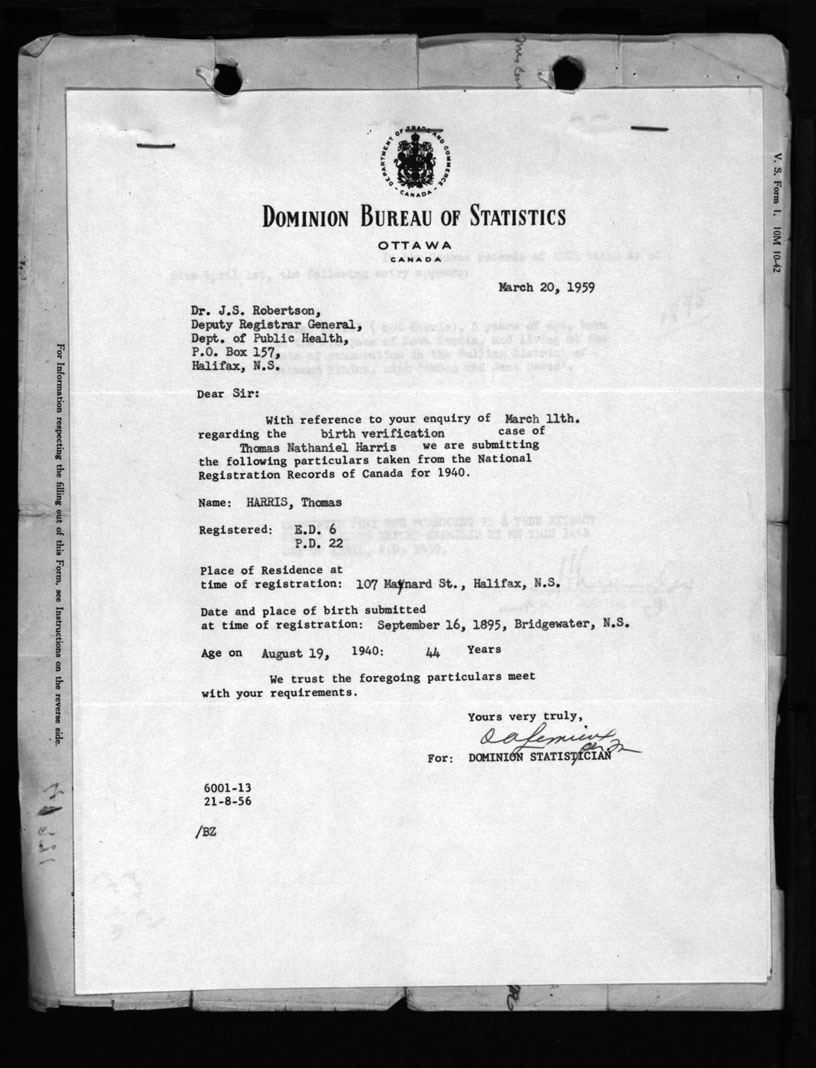 DEPARTMENT OF TRADE AND COMMERCE
- CANADA -
DOMINION BUREAU OF STATISTICS
OTTAWA
CANADA
March 20, 1959
Dr. J.S. Robertson,
Deputy Registrar General,
Dept. of Public Health,
P.O. Box 157,
Halifax, N.S.
Dear Sir:
With reference to your enquiry of March 11th.
regarding the birth verification case of
Thomas Nathaniel Harris we are submitting
the following particulars taken from the National
Registration Records of Canada for 1940.
Name: HARRIS, Thomas
Registered: E.D. 6
P.D. 22
Place of Residence at
time of registration: 107 Maynard St., Halifax, N.S.
Date and place of birth submitted
at time of registration: September 16, 1895, Bridgewater, N.S.
Age on August 19, 1940: 44 Years
We trust the foregoing particulars meet
with your requirements.
Yours very truly,
For: DOMINION STATISTICIAN
6001-13
21-8-56
/BZ
V. S. Form 1. 10M 10-42
For Information respecting the filling out of this Form, see Instructions on the reverse side.